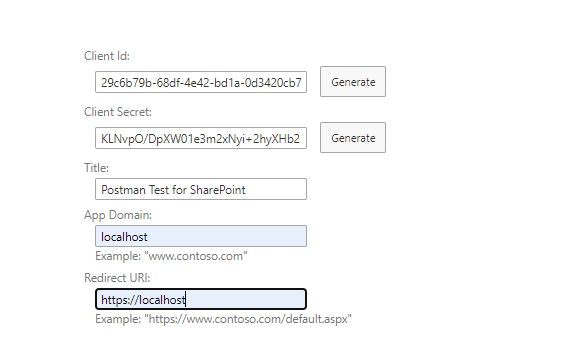 Client Id:
29c6b79b-68df-4e42-bd1a-0d3420cb7
Generate
Client Secret:
KLNvpO/DpXW01e3m2xNyi+2hyXHb2
Generate
Title:
Postman Test for SharePoint
App Domain:
localhost
Example: "www.contoso.com"
Redirect URI:
https://localhost
Example: "https://www.contoso.com/default.aspx"